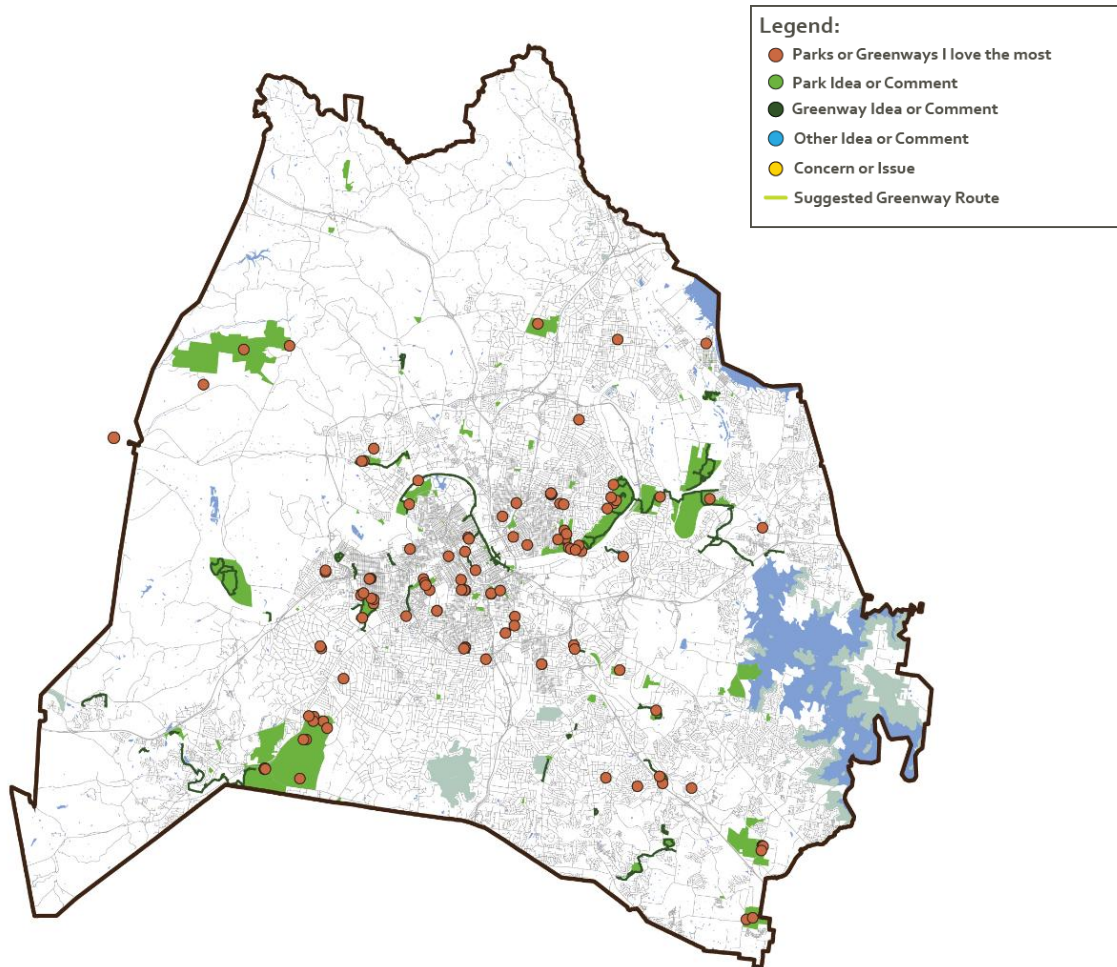 Legend:
Parks or Greenways I love the most
Park Idea or Comment
Greenway Idea or Comment
Other Idea or Comment
Concern or Issue
Suggested Greenway Route